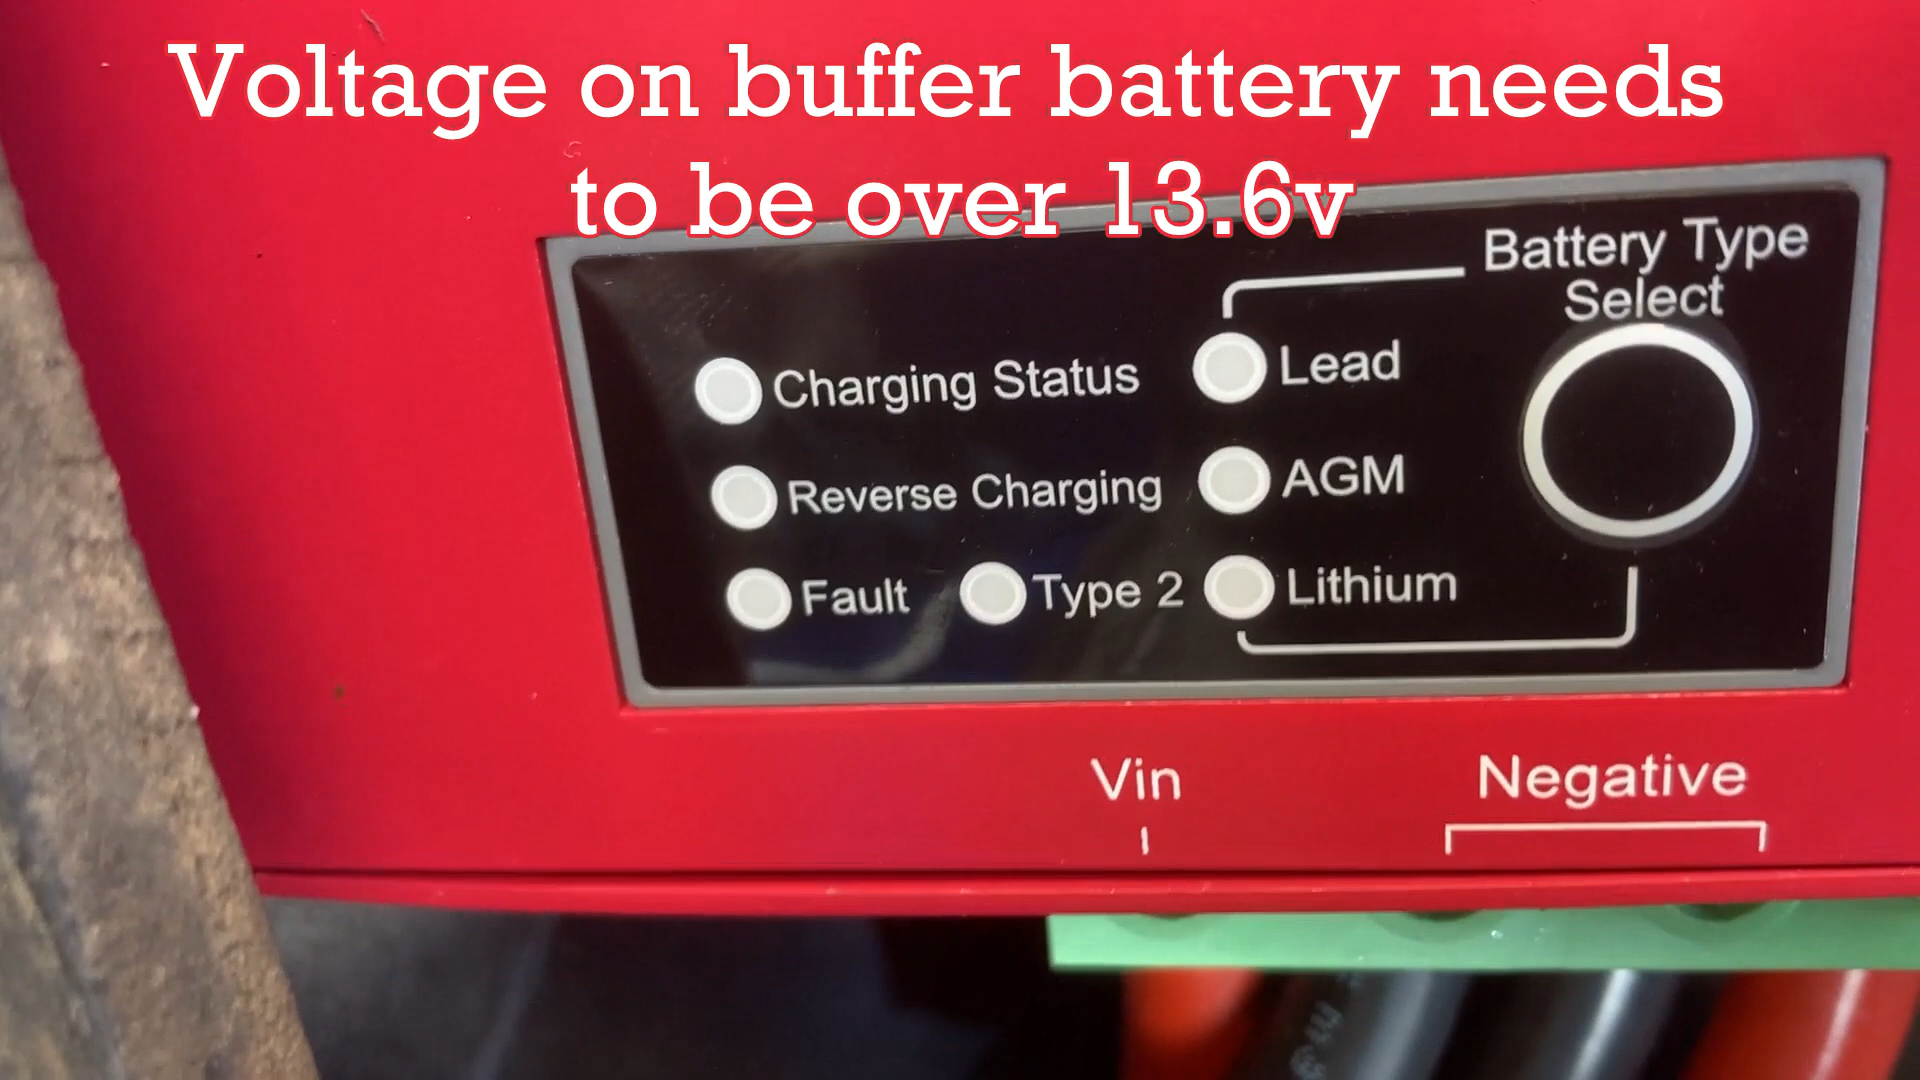 Voltage on buffer battery needs
to be over 13.6v
Battery Type
Select
Charging Status
Lead
Reverse Charging
AGM
Fault
Type 2
Lithium
Vin
Negative